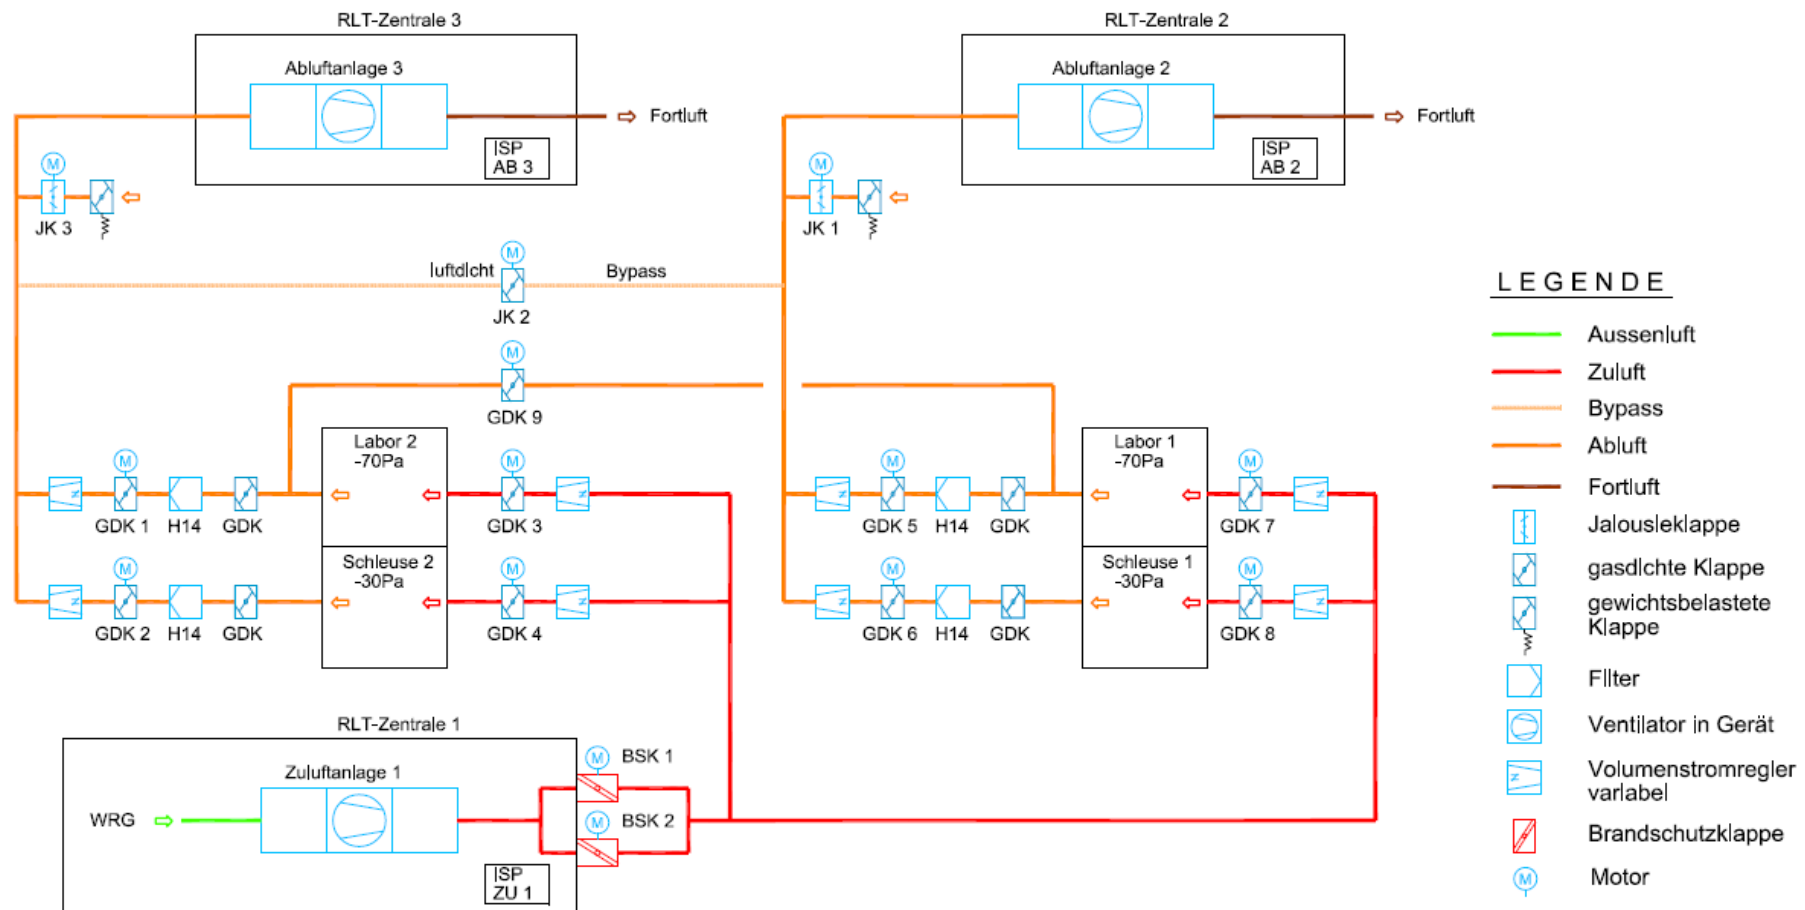 RLT-Zentrale 3
RLT-Zentrale 2
Abluftanlage 3
Abluftanlage 2
Fortluft
Fortluft
ISP
AB 3
ISP
AB 2
M
M
JK 3
JK 1
M
luftdicht
Bypass
JK 2
LEGENDE
M
Aussenluft
Zuluft
GDK 9
Bypass
Labor 2
-70Pa
Labor 1
-70Pa
Abluft
M
M
M
M
Fortluft
GDK 1
H14
GDK
GDK 3
GDK 5
H14
GDK
GDK 7
Jalousieklappe
Schleuse 2
-30Pa
Schleuse 1
-30Pa
M
M
M
M
gasdichte Klappe
gewichtsbelastete
Klappe
GDK 2
H14
GDK
GDK 4
GDK 6
H14
GDK
GDK 8
Filter
RLT-Zentrale 1
Ventilator in Gerät
M
BSK 1
Zuluftanlage 1
Volumenstromregler
variabel
WRG
M
BSK 2
Brandschutzklappe
ISP
ZU 1
M
Motor